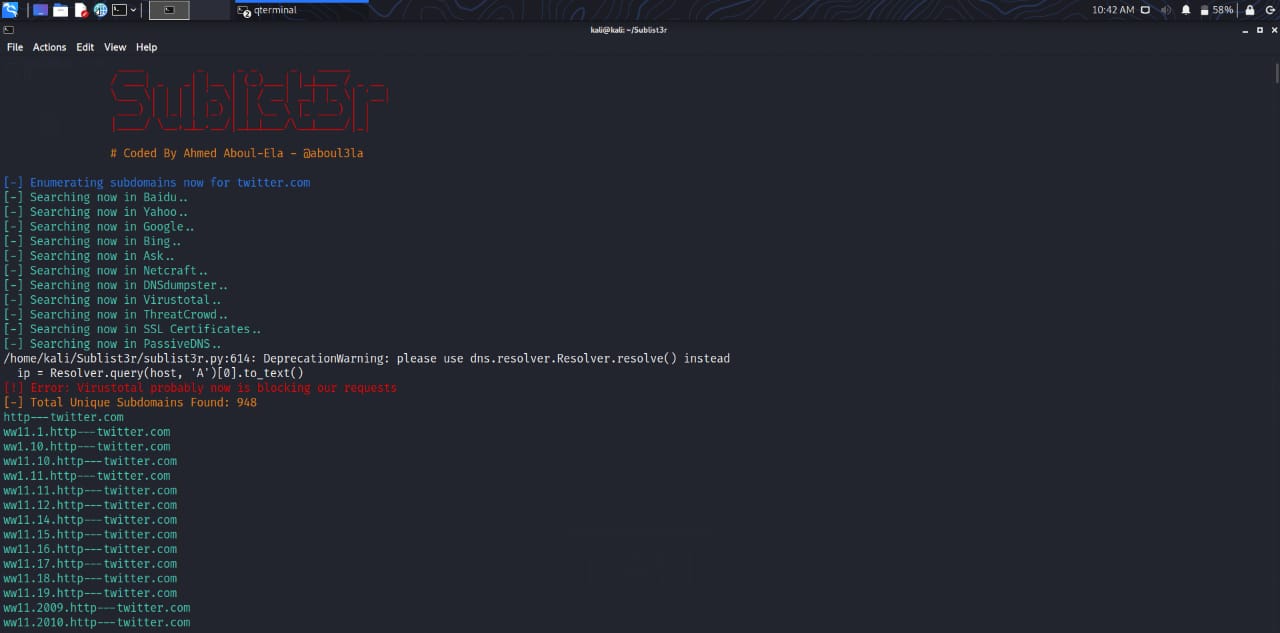 qterminal
10:42 AM
58%
kali@kali: ~/Sublist3r
File Actions Edit View Help
Sublist3r
# Coded By Ahmed Aboul-Ela - @aboul3la
[-] Enumerating subdomains now for twitter.com
[-] Searching now in Baidu..
[-] Searching now in Yahoo..
[-] Searching now in Google..
[-] Searching now in Bing..
[-] Searching now in Ask..
[-] Searching now in Netcraft..
[-] Searching now in DNSdumpster..
[-] Searching now in Virustotal..
[-] Searching now in ThreatCrowd..
[-] Searching now in SSL Certificates..
[-] Searching now in PassiveDNS..
/home/kali/Sublist3r/sublist3r.py:614: DeprecationWarning: please use dns.resolver.Resolver.resolve() instead
ip = Resolver.query(host, 'A')[0].to_text()
[!] Error: Virustotal probably now is blocking our requests
[-] Total Unique Subdomains Found: 948
http---twitter.com
ww11.1.http---twitter.com
ww1.10.http---twitter.com
ww11.10.http---twitter.com
ww1.11.http---twitter.com
ww11.11.http---twitter.com
ww11.12.http---twitter.com
ww11.14.http---twitter.com
ww11.15.http---twitter.com
ww11.16.http---twitter.com
ww11.17.http---twitter.com
ww11.18.http---twitter.com
ww11.19.http---twitter.com
ww11.2009.http---twitter.com
ww11.2010.http---twitter.com